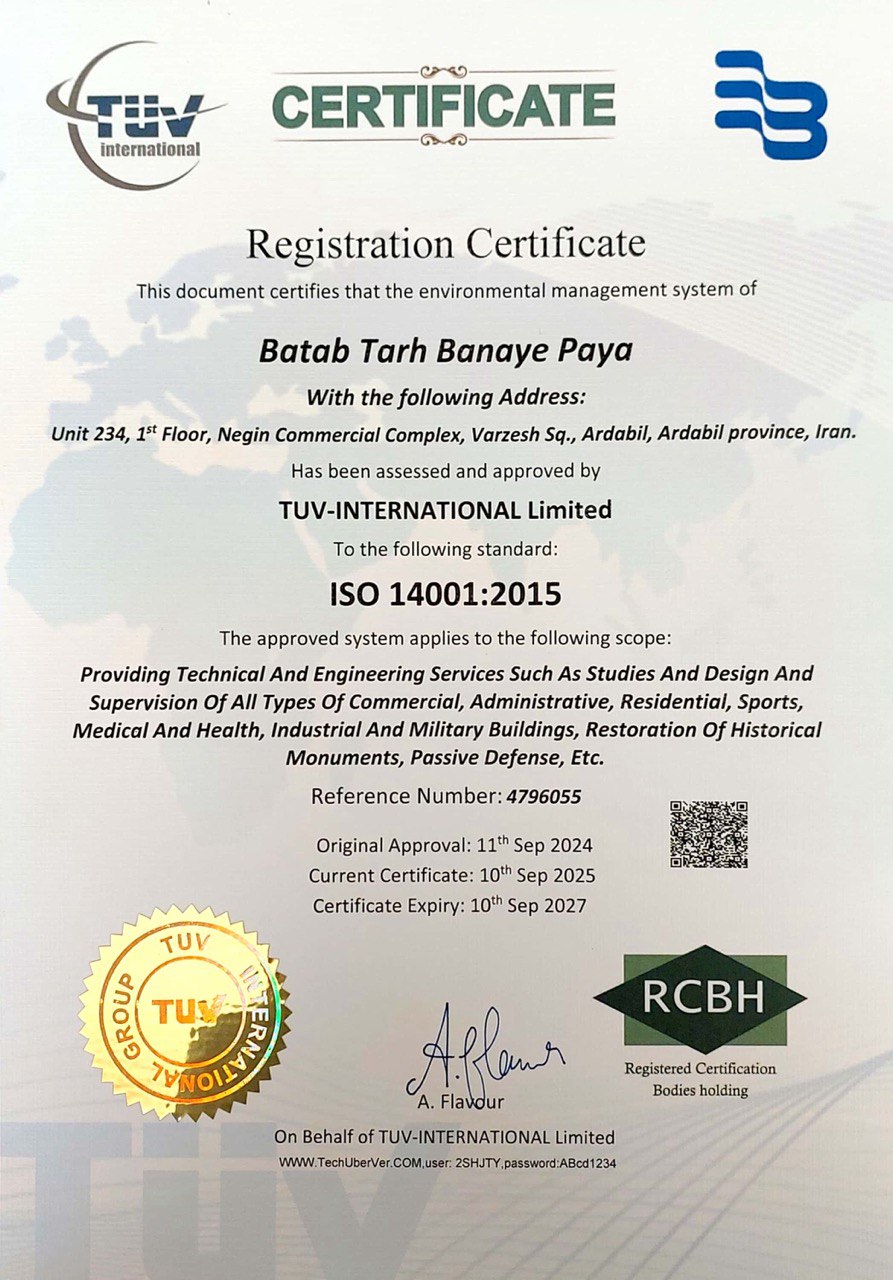 TÜV
international
CERTIFICATE
Registration Certificate
This document certifies that the environmental management system of
Batab Tarh Banaye Paya
With the following Address:
Unit 234, 1st Floor, Negin Commercial Complex, Varzesh Sq., Ardabil, Ardabil province, Iran.
Has been assessed and approved by
TUV-INTERNATIONAL Limited
To the following standard:
ISO 14001:2015
The approved system applies to the following scope:
Providing Technical And Engineering Services Such As Studies And Design And
Supervision Of All Types Of Commercial, Administrative, Residential, Sports,
Medical And Health, Industrial And Military Buildings, Restoration Of Historical
Monuments, Passive Defense, Etc.
Reference Number: 4796055
Original Approval: 11th Sep 2024
Current Certificate: 10th Sep 2025
Certificate Expiry: 10th Sep 2027
TUV INTERNATIONAL GROUP
TUV
RCBH
Registered Certification
Bodies holding
A. Flavour
A. Flavour
On Behalf of TUV-INTERNATIONAL Limited
WWW.TechUberVer.COM,user: 2SHJTY,password:ABcd1234
TÜV